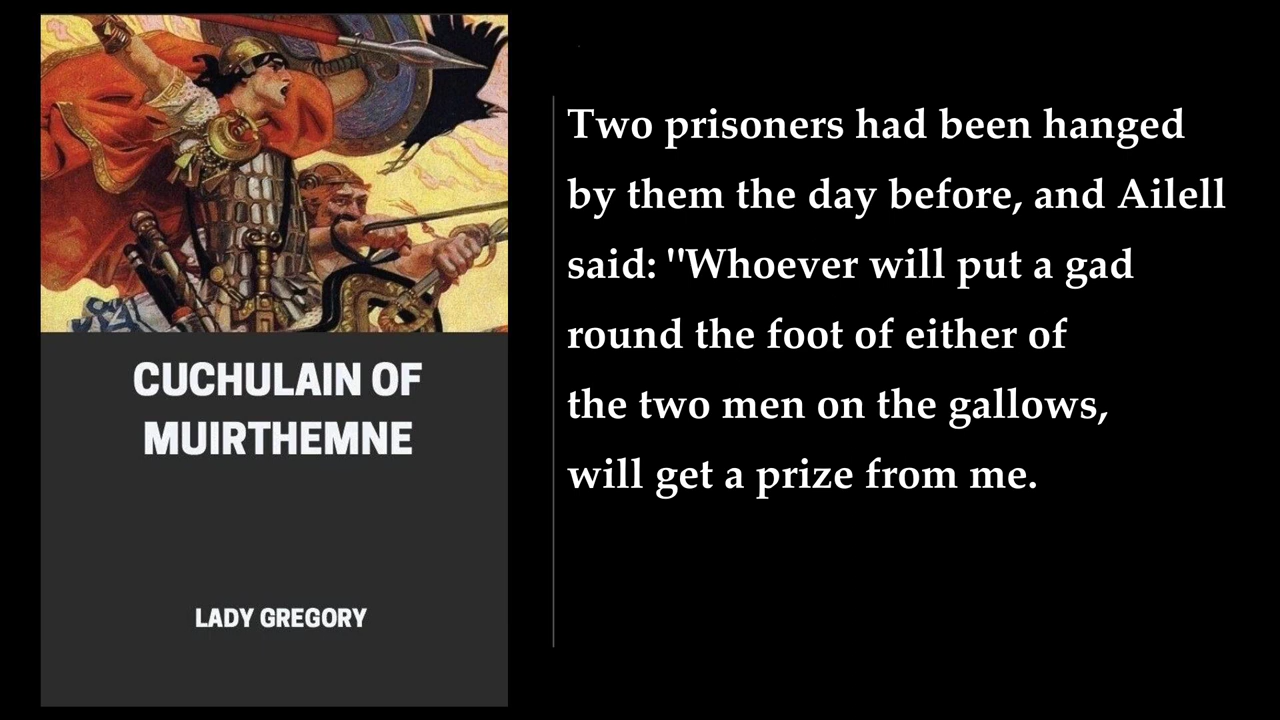 CUCHULAIN OF
MUIRTHEMNE
LADY GREGORY
Two prisoners had been hanged
by them the day before, and Ailell
said: "Whoever will put a gad
round the foot of either of
the two men on the gallows,
will get a prize from me.